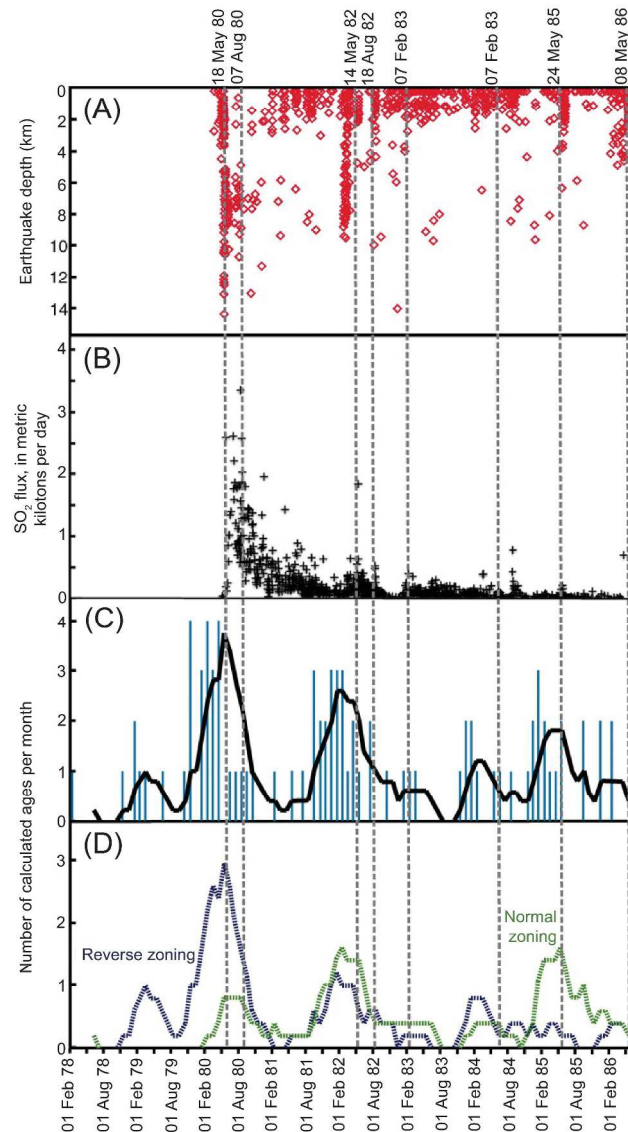 18 May 80
07 Aug 80
14 May 82
18 Aug 82
07 Feb 83
07 Feb 83
24 May 85
08 May 86
(A)
Earthquake depth (km)
0
2
4
6
8
10
12
14
(B)
SO2 flux, in metric
kilotons per day
4
3
2
1
0
(C)
Number of calculated ages per month
4
3
2
1
0
(D)
3
2
1
0
Reverse zoning
Normal
zoning
01 Feb 78
01 Aug 78
01 Feb 79
01 Aug 79
01 Feb 80
01 Aug 80
01 Feb 81
01 Aug 81
01 Feb 82
01 Aug 82
01 Feb 83
01 Aug 83
01 Feb 84
01 Aug 84
01 Feb 85
01 Aug 85
01 Feb 86